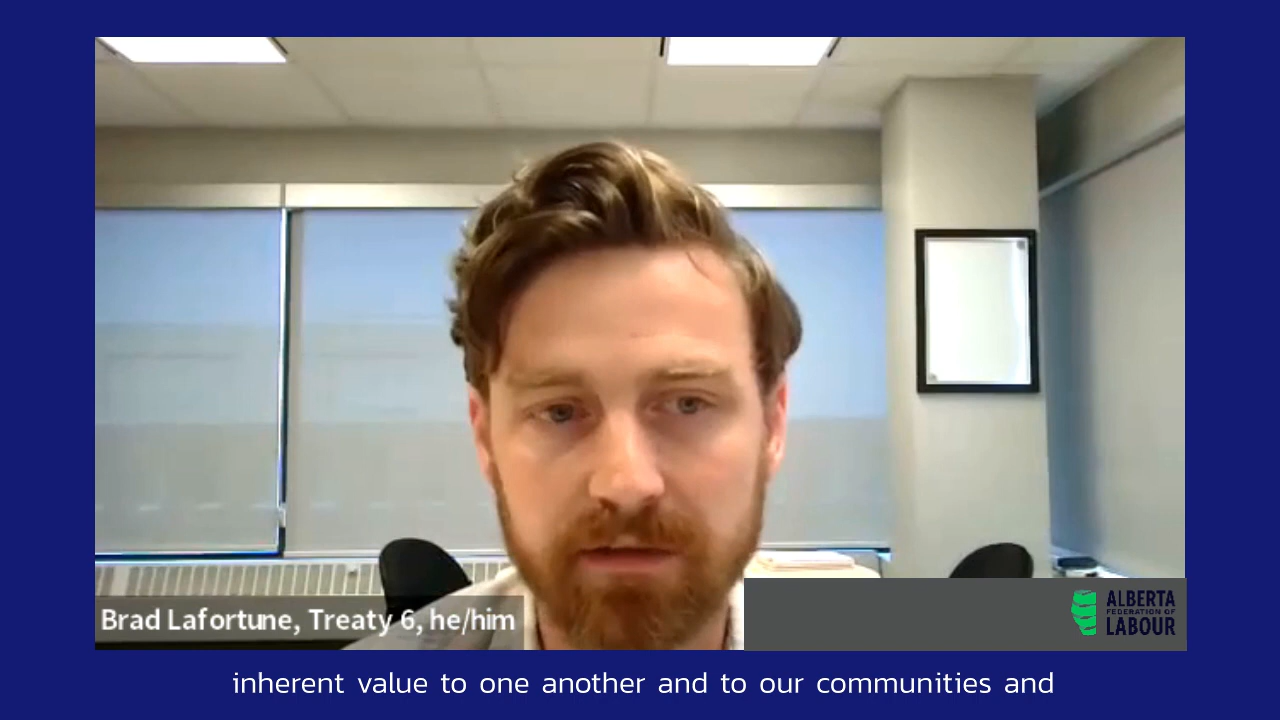 Brad Lafortune, Treaty 6, he/him
ALBERTA
FEDERATION OF
LABOUR
inherent value to one another and to our communities and